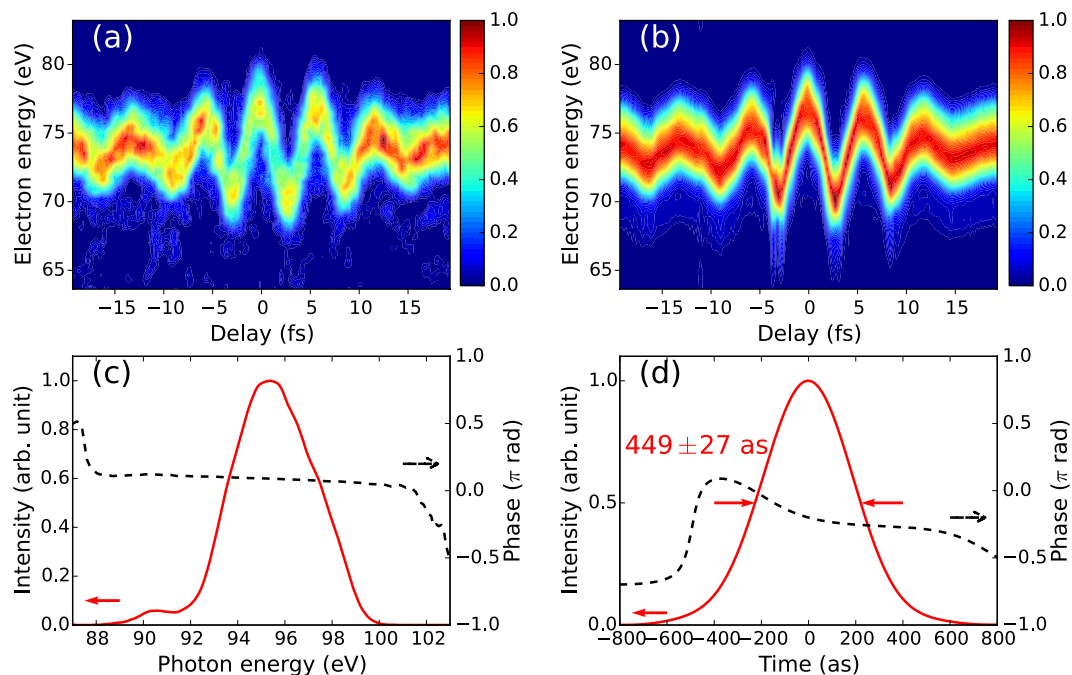 (a)
Electron energy (eV)
80
75
70
65
−15 −10 −5 0 5 10 15
Delay (fs)
1.0
0.8
0.6
0.4
0.2
0.0
(b)
Electron energy (eV)
80
75
70
65
−15 −10 −5 0 5 10 15
Delay (fs)
1.0
0.8
0.6
0.4
0.2
0.0
(c)
Intensity (arb. unit)
1.0
0.8
0.6
0.4
0.2
0.0
88 90 92 94 96 98 100 102
Photon energy (eV)
1.0
0.5
0.0
−0.5
−1.0
Phase (π rad)
(d)
449±27 as
Intensity (arb. unit)
1.0
0.5
0.0
−800 −600 −400 −200 0 200 400 600 800
Time (as)
1.0
0.5
0.0
−0.5
−1.0
Phase (π rad)